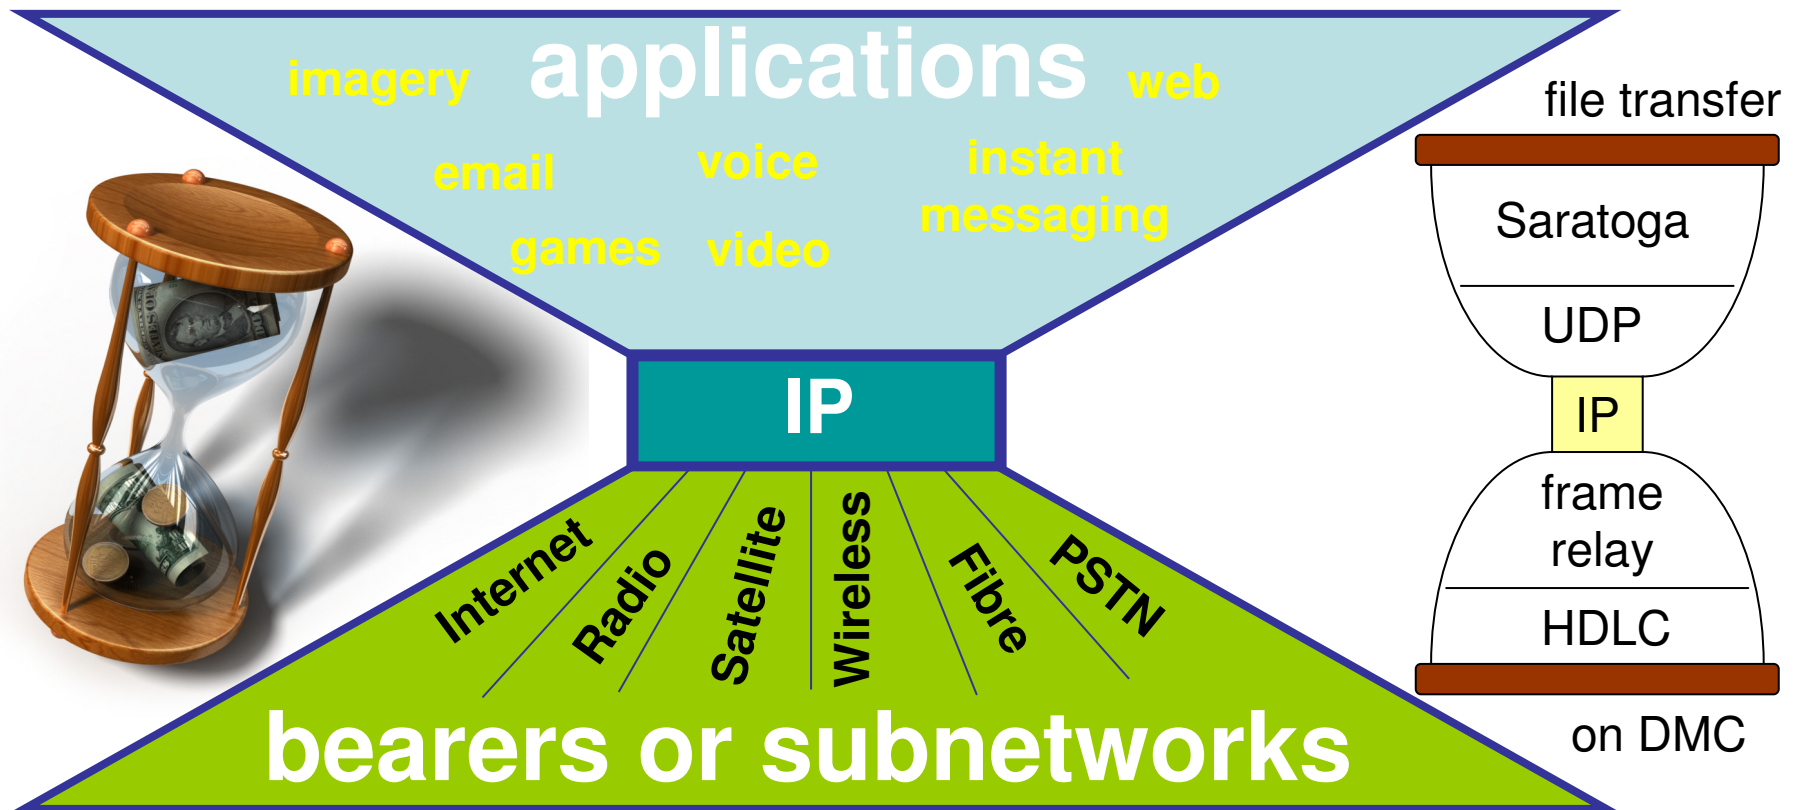 applications
imagery
web
email
voice
instant
messaging
games
video
IP
Internet
Radio
Satellite
Wireless
Fibre
PSTN
bearers or subnetworks
file transfer
Saratoga
UDP
IP
frame
relay
HDLC
on DMC